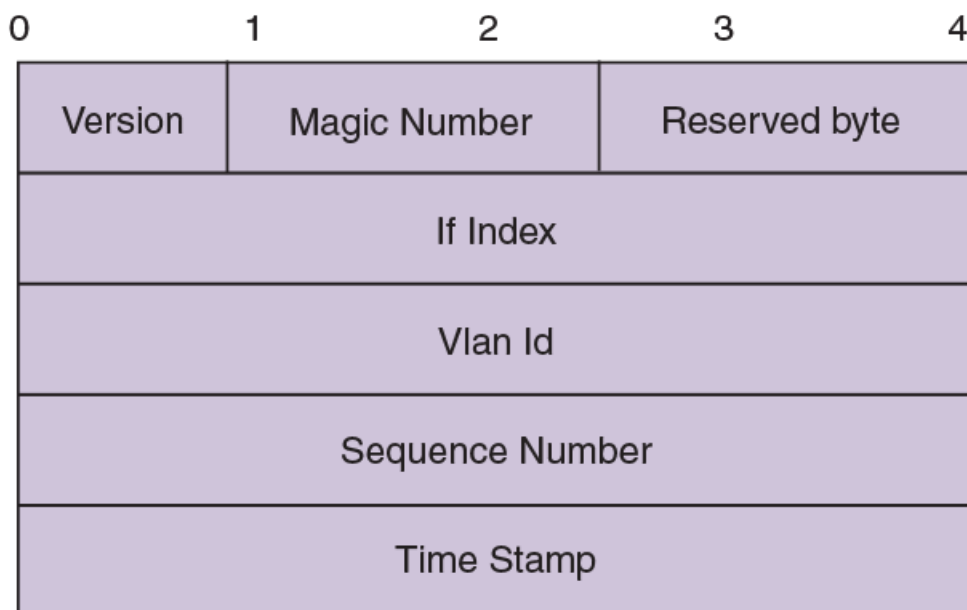 0 1 2 3 4
Version Magic Number Reserved byte
If Index
Vlan Id
Sequence Number
Time Stamp